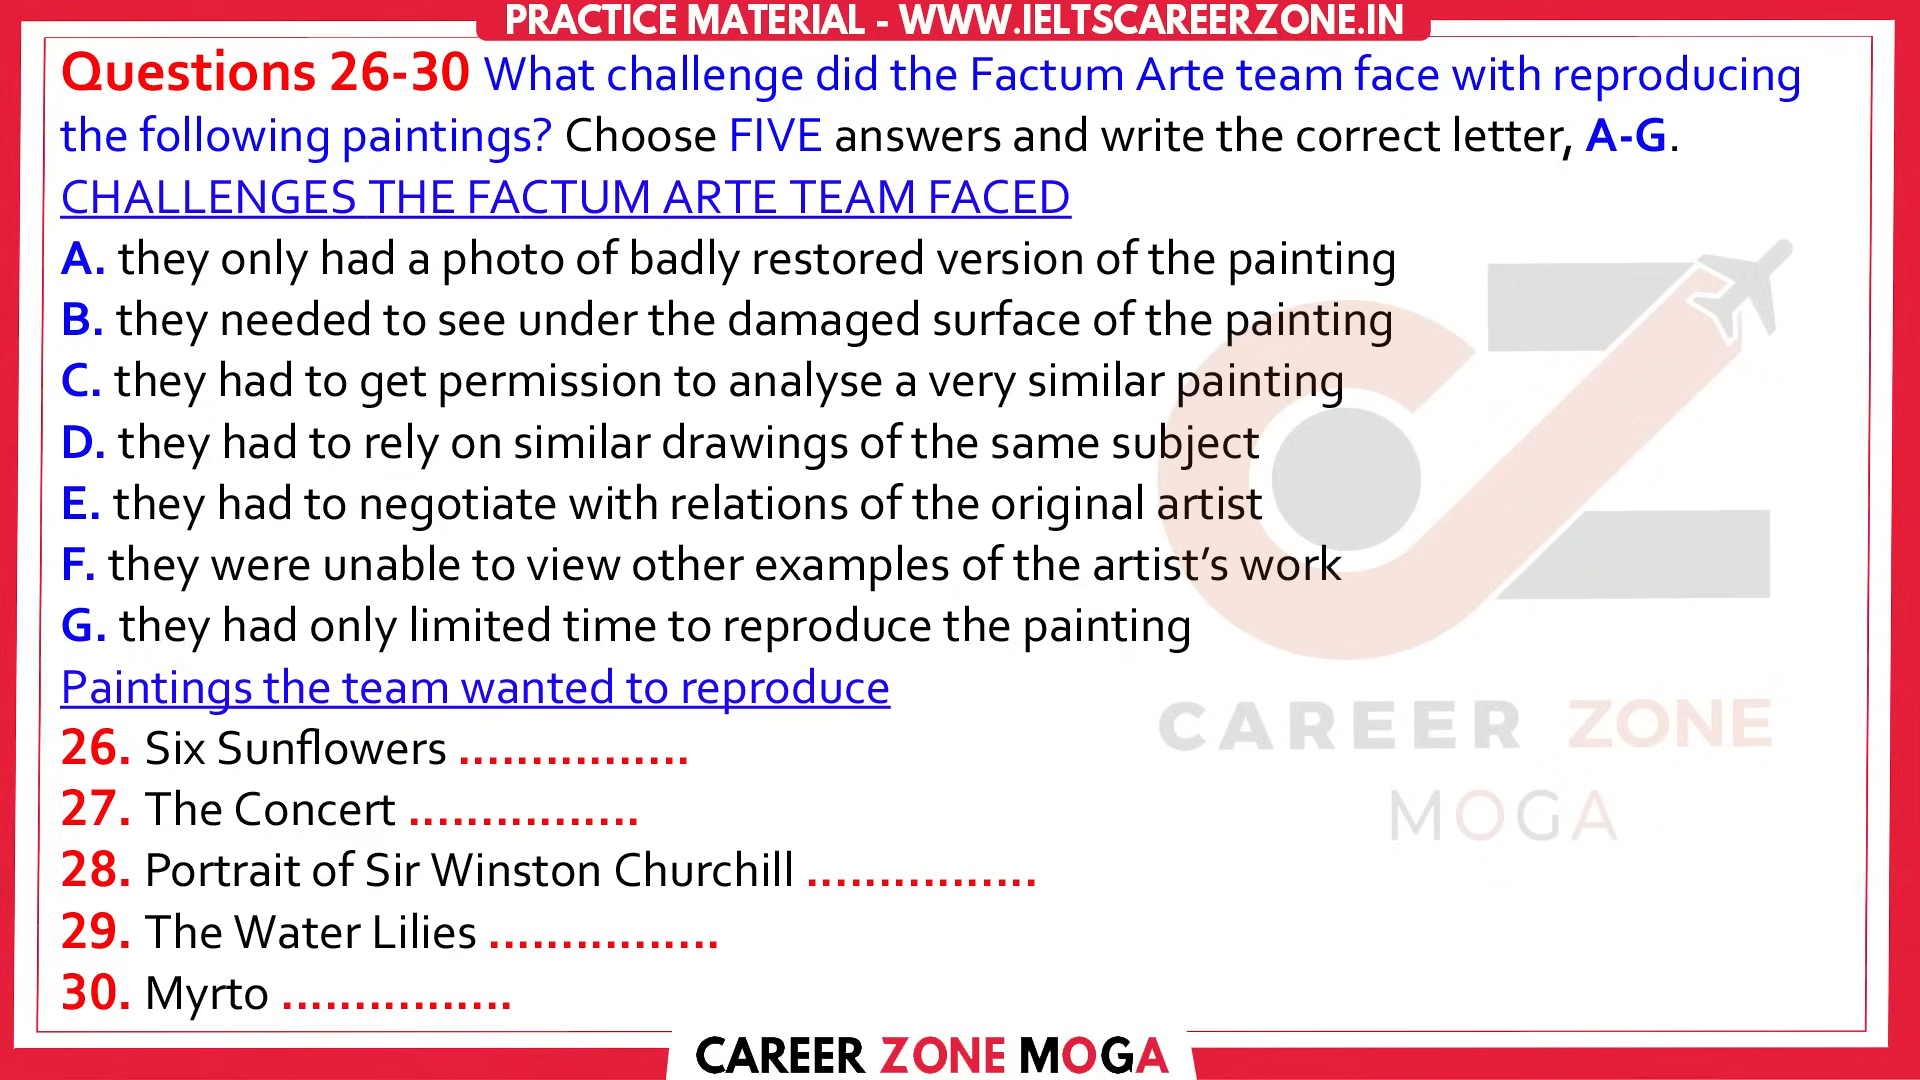 PRACTICE MATERIAL - WWW.IELTSCAREERZONE.IN
Questions 26-30 What challenge did the Factum Arte team face with reproducing
the following paintings? Choose FIVE answers and write the correct letter, A-G.
CHALLENGES THE FACTUM ARTE TEAM FACED
A. they only had a photo of badly restored version of the painting
B. they needed to see under the damaged surface of the painting
C. they had to get permission to analyse a very similar painting
D. they had to rely on similar drawings of the same subject
E. they had to negotiate with relations of the original artist
F. they were unable to view other examples of the artist’s work
G. they had only limited time to reproduce the painting
Paintings the team wanted to reproduce
26. Six Sunflowers ................
27. The Concert ................
28. Portrait of Sir Winston Churchill ................
29. The Water Lilies ................
30. Myrto ................
CAREER ZONE
MOGA
CAREER ZONE MOGA